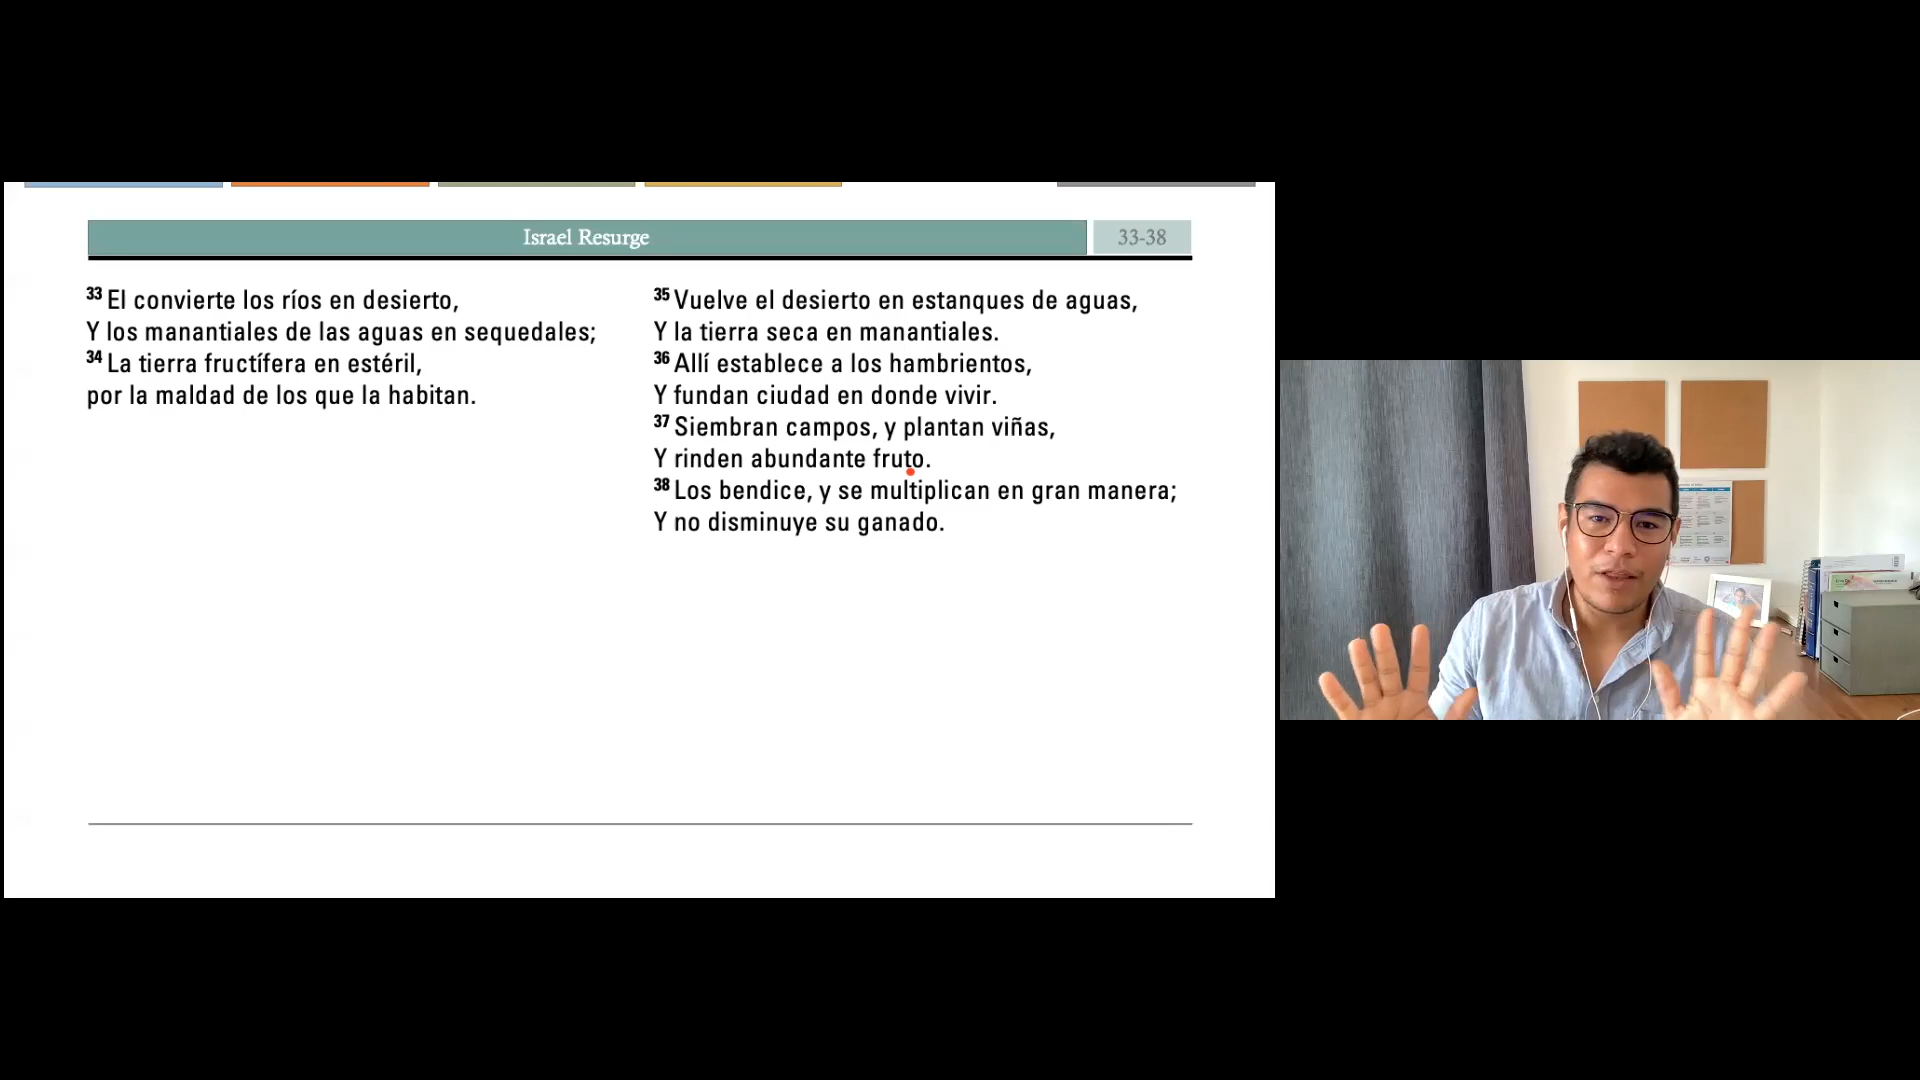 Israel Resurge
33-38
33 El convierte los ríos en desierto,
Y los manantiales de las aguas en sequedales;
34 La tierra fructífera en estéril,
por la maldad de los que la habitan.
35 Vuelve el desierto en estanques de aguas,
Y la tierra seca en manantiales.
36 Allí establece a los hambrientos,
Y fundan ciudad en donde vivir.
37 Siembran campos, y plantan viñas,
Y rinden abundante fruto.
38 Los bendice, y se multiplican en gran manera;
Y no disminuye su ganado.